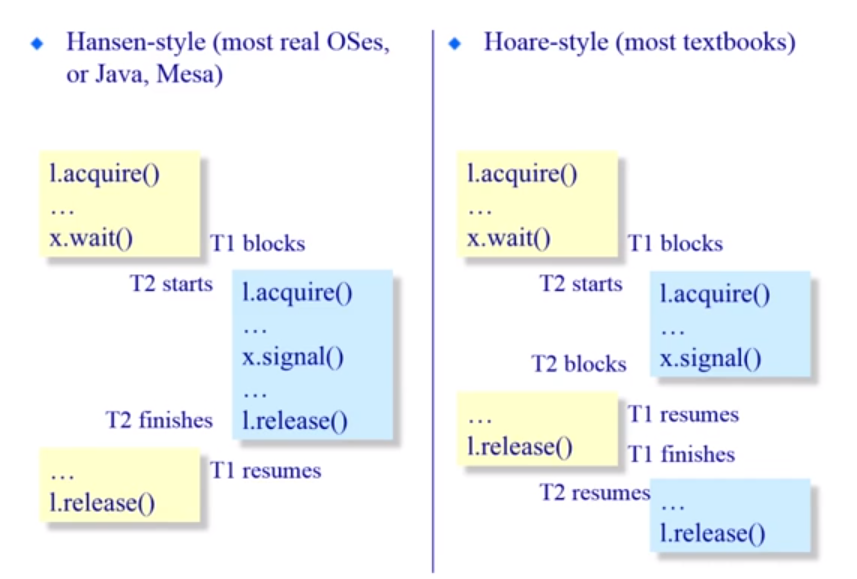 Hansen-style (most real OSes,
or Java, Mesa)
l.acquire()
…
x.wait()
T1 blocks
T2 starts
l.acquire()
…
x.signal()
…
T2 finishes
l.release()
…
T1 resumes
l.release()
Hoare-style (most textbooks)
l.acquire()
…
x.wait()
T1 blocks
T2 starts
l.acquire()
…
T2 blocks
x.signal()
…
T1 resumes
l.release()
T1 finishes
T2 resumes
…
l.release()